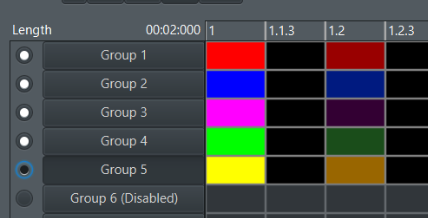 Length 00:02:000 1 1.1.3 1.2 1.2.3
Group 1
Group 2
Group 3
Group 4
Group 5
Group 6 (Disabled)